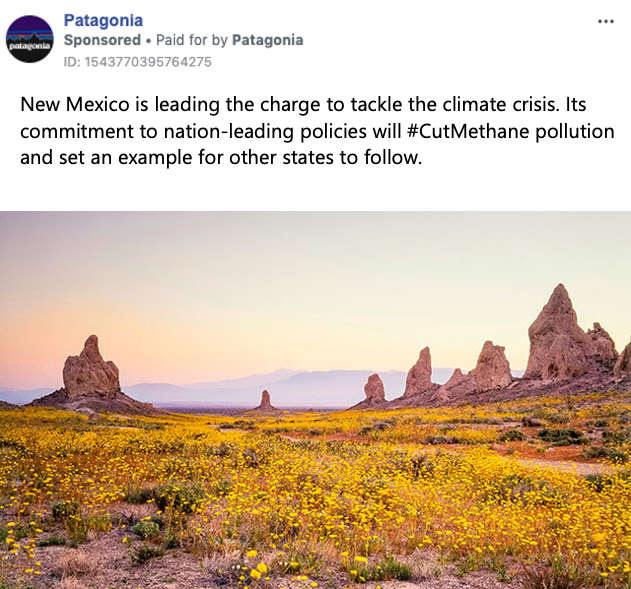 Patagonia
Sponsored • Paid for by Patagonia
ID: 1543770395764275
patagonia
New Mexico is leading the charge to tackle the climate crisis. Its
commitment to nation-leading policies will #CutMethane pollution
and set an example for other states to follow.